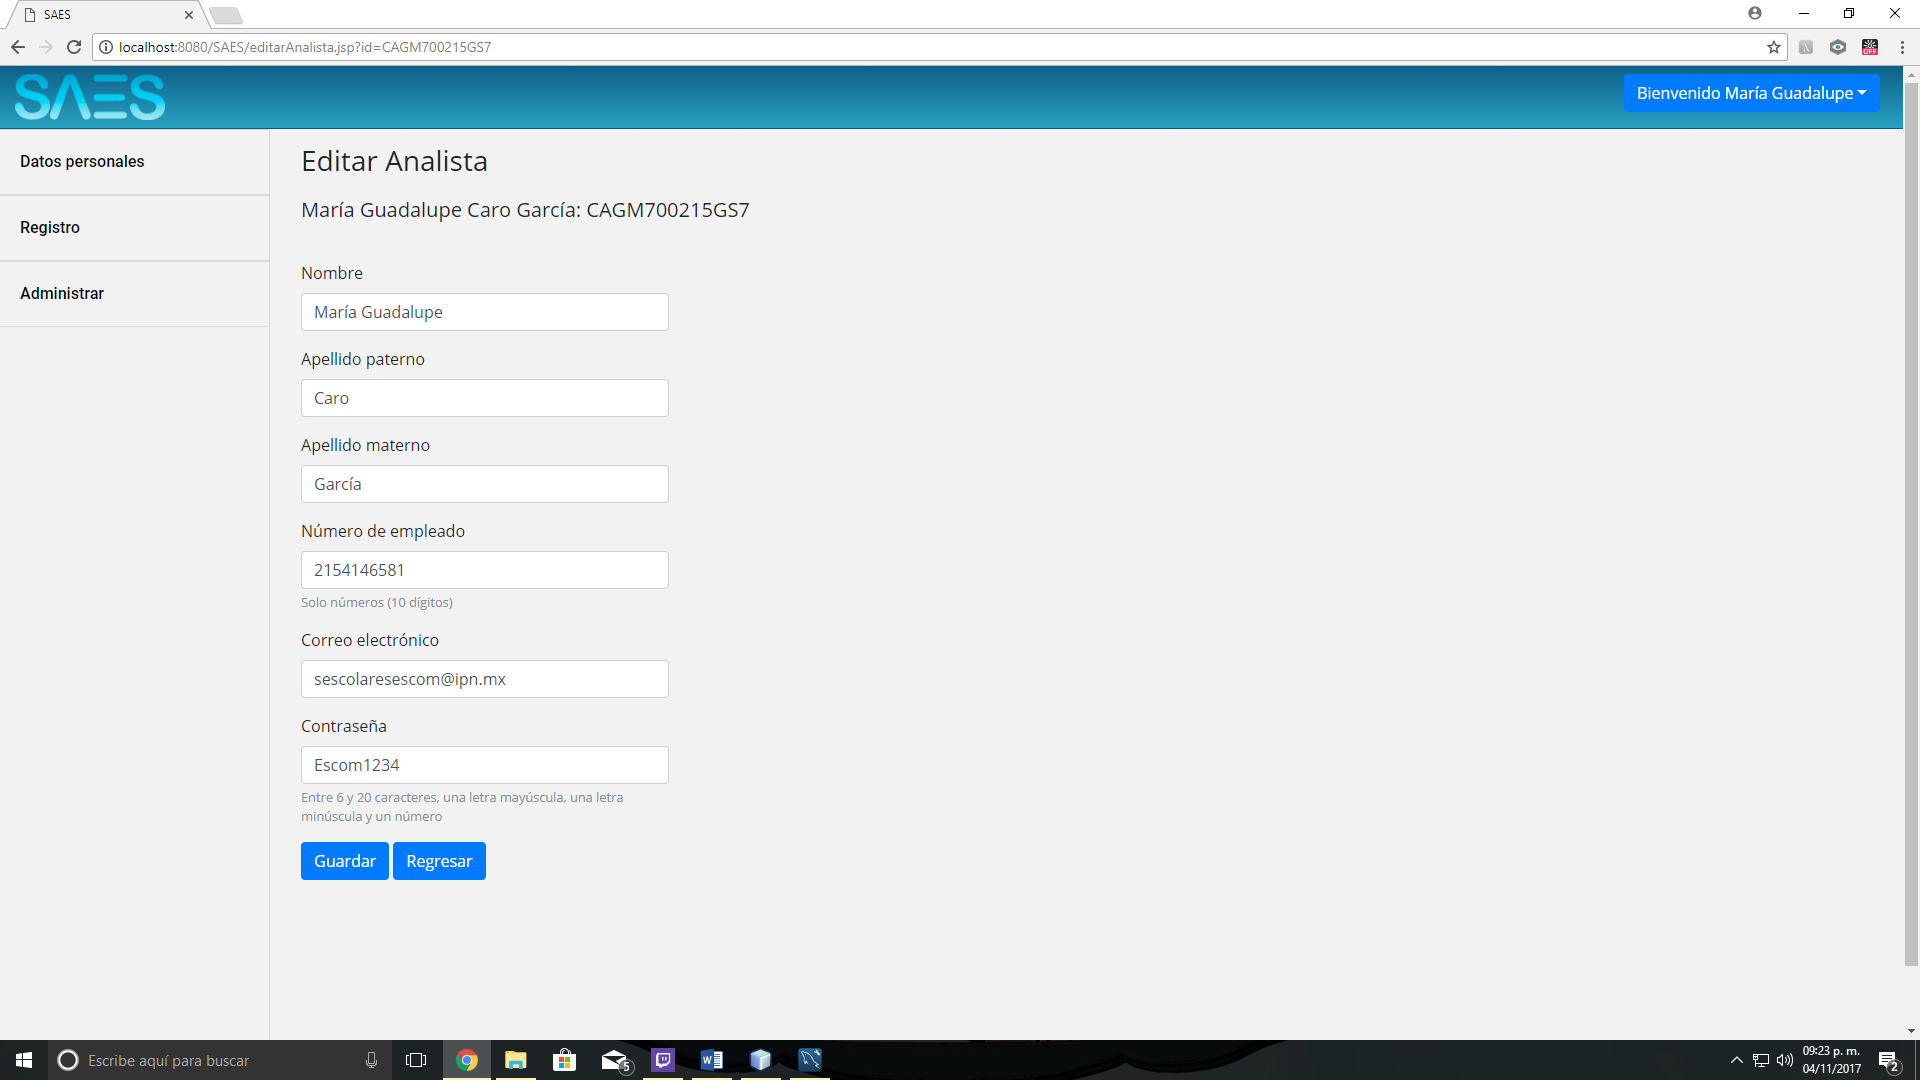 SAES
localhost:8080/SAES/editarAnalista.jsp?id=CAGM700215GS7
OFF
SAES
Bienvenido María Guadalupe
Datos personales
Registro
Administrar
Editar Analista
María Guadalupe Caro García: CAGM700215GS7
Nombre
María Guadalupe
Apellido paterno
Caro
Apellido materno
García
Número de empleado
2154146581
Solo números (10 dígitos)
Correo electrónico
sescolaresescom@ipn.mx
Contraseña
Escom1234
Entre 6 y 20 caracteres, una letra mayúscula, una letra
minúscula y un número
Guardar
Regresar
Escribe aquí para buscar
5
W
09:23 p. m.
04/11/2017
2